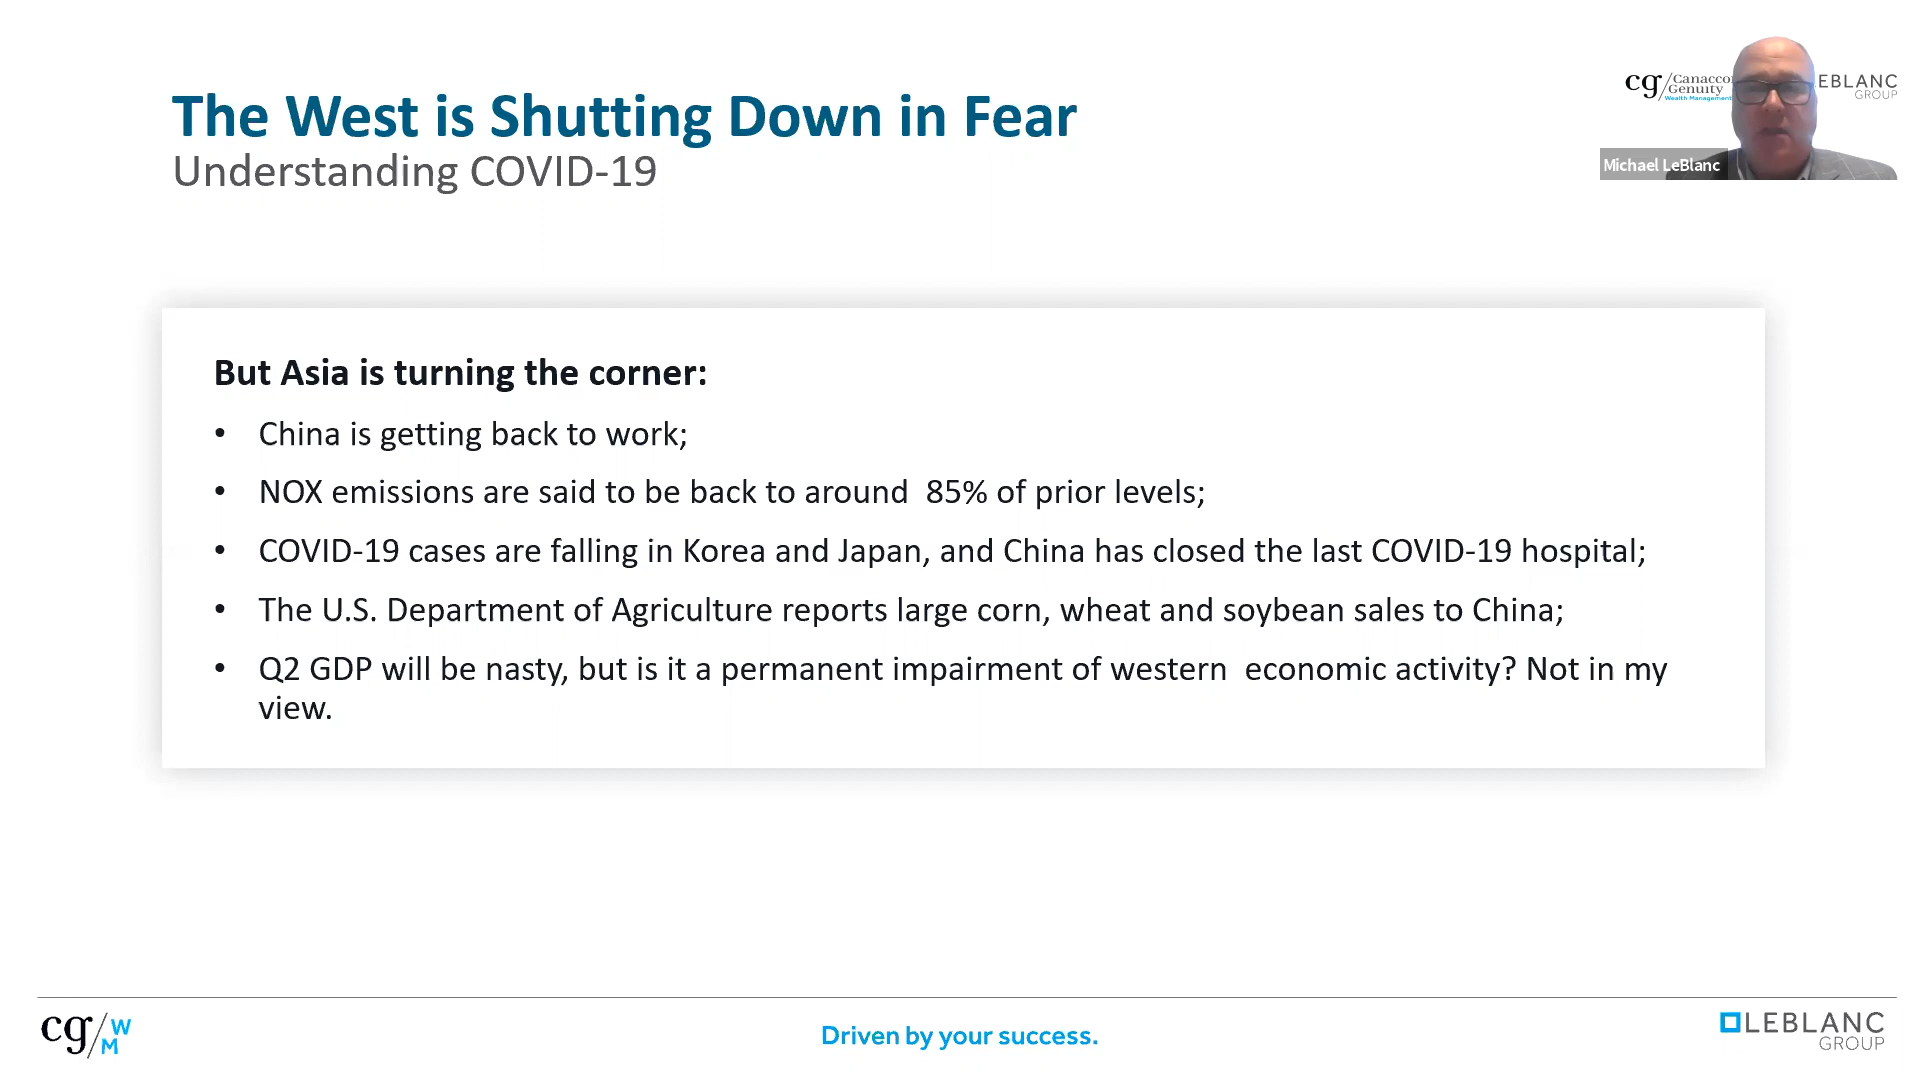 The West is Shutting Down in Fear
Understanding COVID-19
cg/Canacco
Genuity
Wealth Management
EBLANC
GROUP
Michael LeBlanc
But Asia is turning the corner:
• China is getting back to work;
• NOX emissions are said to be back to around 85% of prior levels;
• COVID-19 cases are falling in Korea and Japan, and China has closed the last COVID-19 hospital;
• The U.S. Department of Agriculture reports large corn, wheat and soybean sales to China;
• Q2 GDP will be nasty, but is it a permanent impairment of western economic activity? Not in my
view.
cg/W
M
Driven by your success.
LEBLANC
GROUP